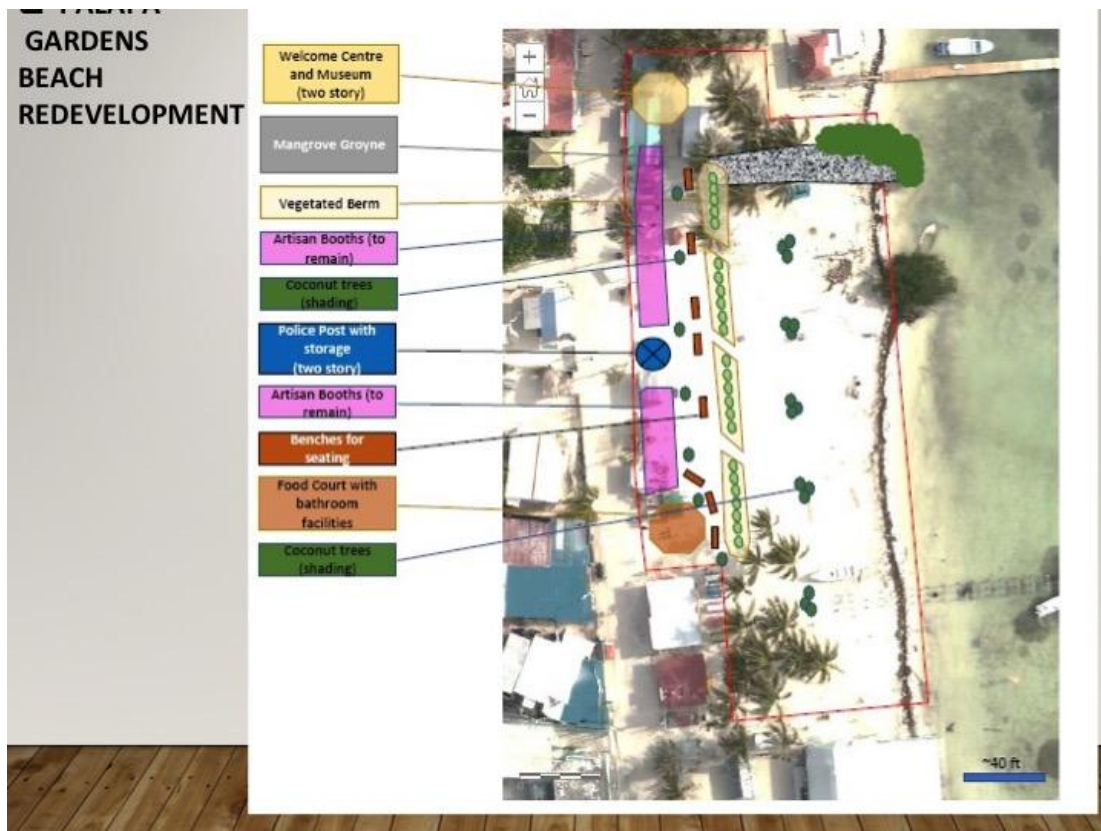 GARDENS
BEACH
REDEVELOPMENT
Welcome Centre
and Museum
(two story)
Mangrove Groyne
Vegetated Berm
Artisan Booths (to
remain)
Coconut trees
(shading)
Police Post with
storage
(two story)
Artisan Booths (to
remain)
Benches for
seating
Food Court with
bathroom
facilities
Coconut trees
(shading)
+
−
~40 ft